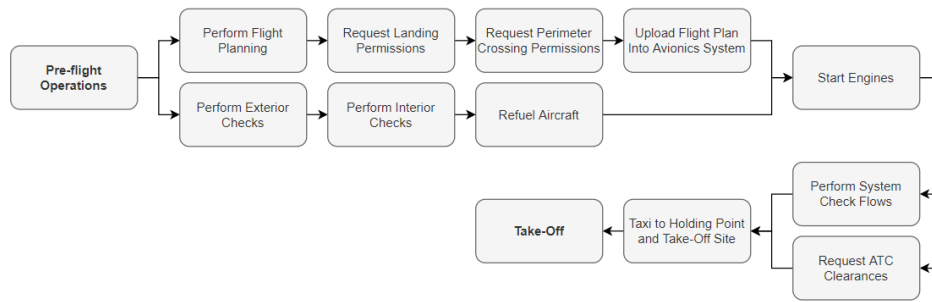 Pre-flight
Operations
Perform Flight
Planning
Request Landing
Permissions
Request Perimeter
Crossing Permissions
Upload Flight Plan
Into Avionics System
Perform Exterior
Checks
Perform Interior
Checks
Refuel Aircraft
Start Engines
Perform System
Check Flows
Request ATC
Clearances
Taxi to Holding Point
and Take-Off Site
Take-Off